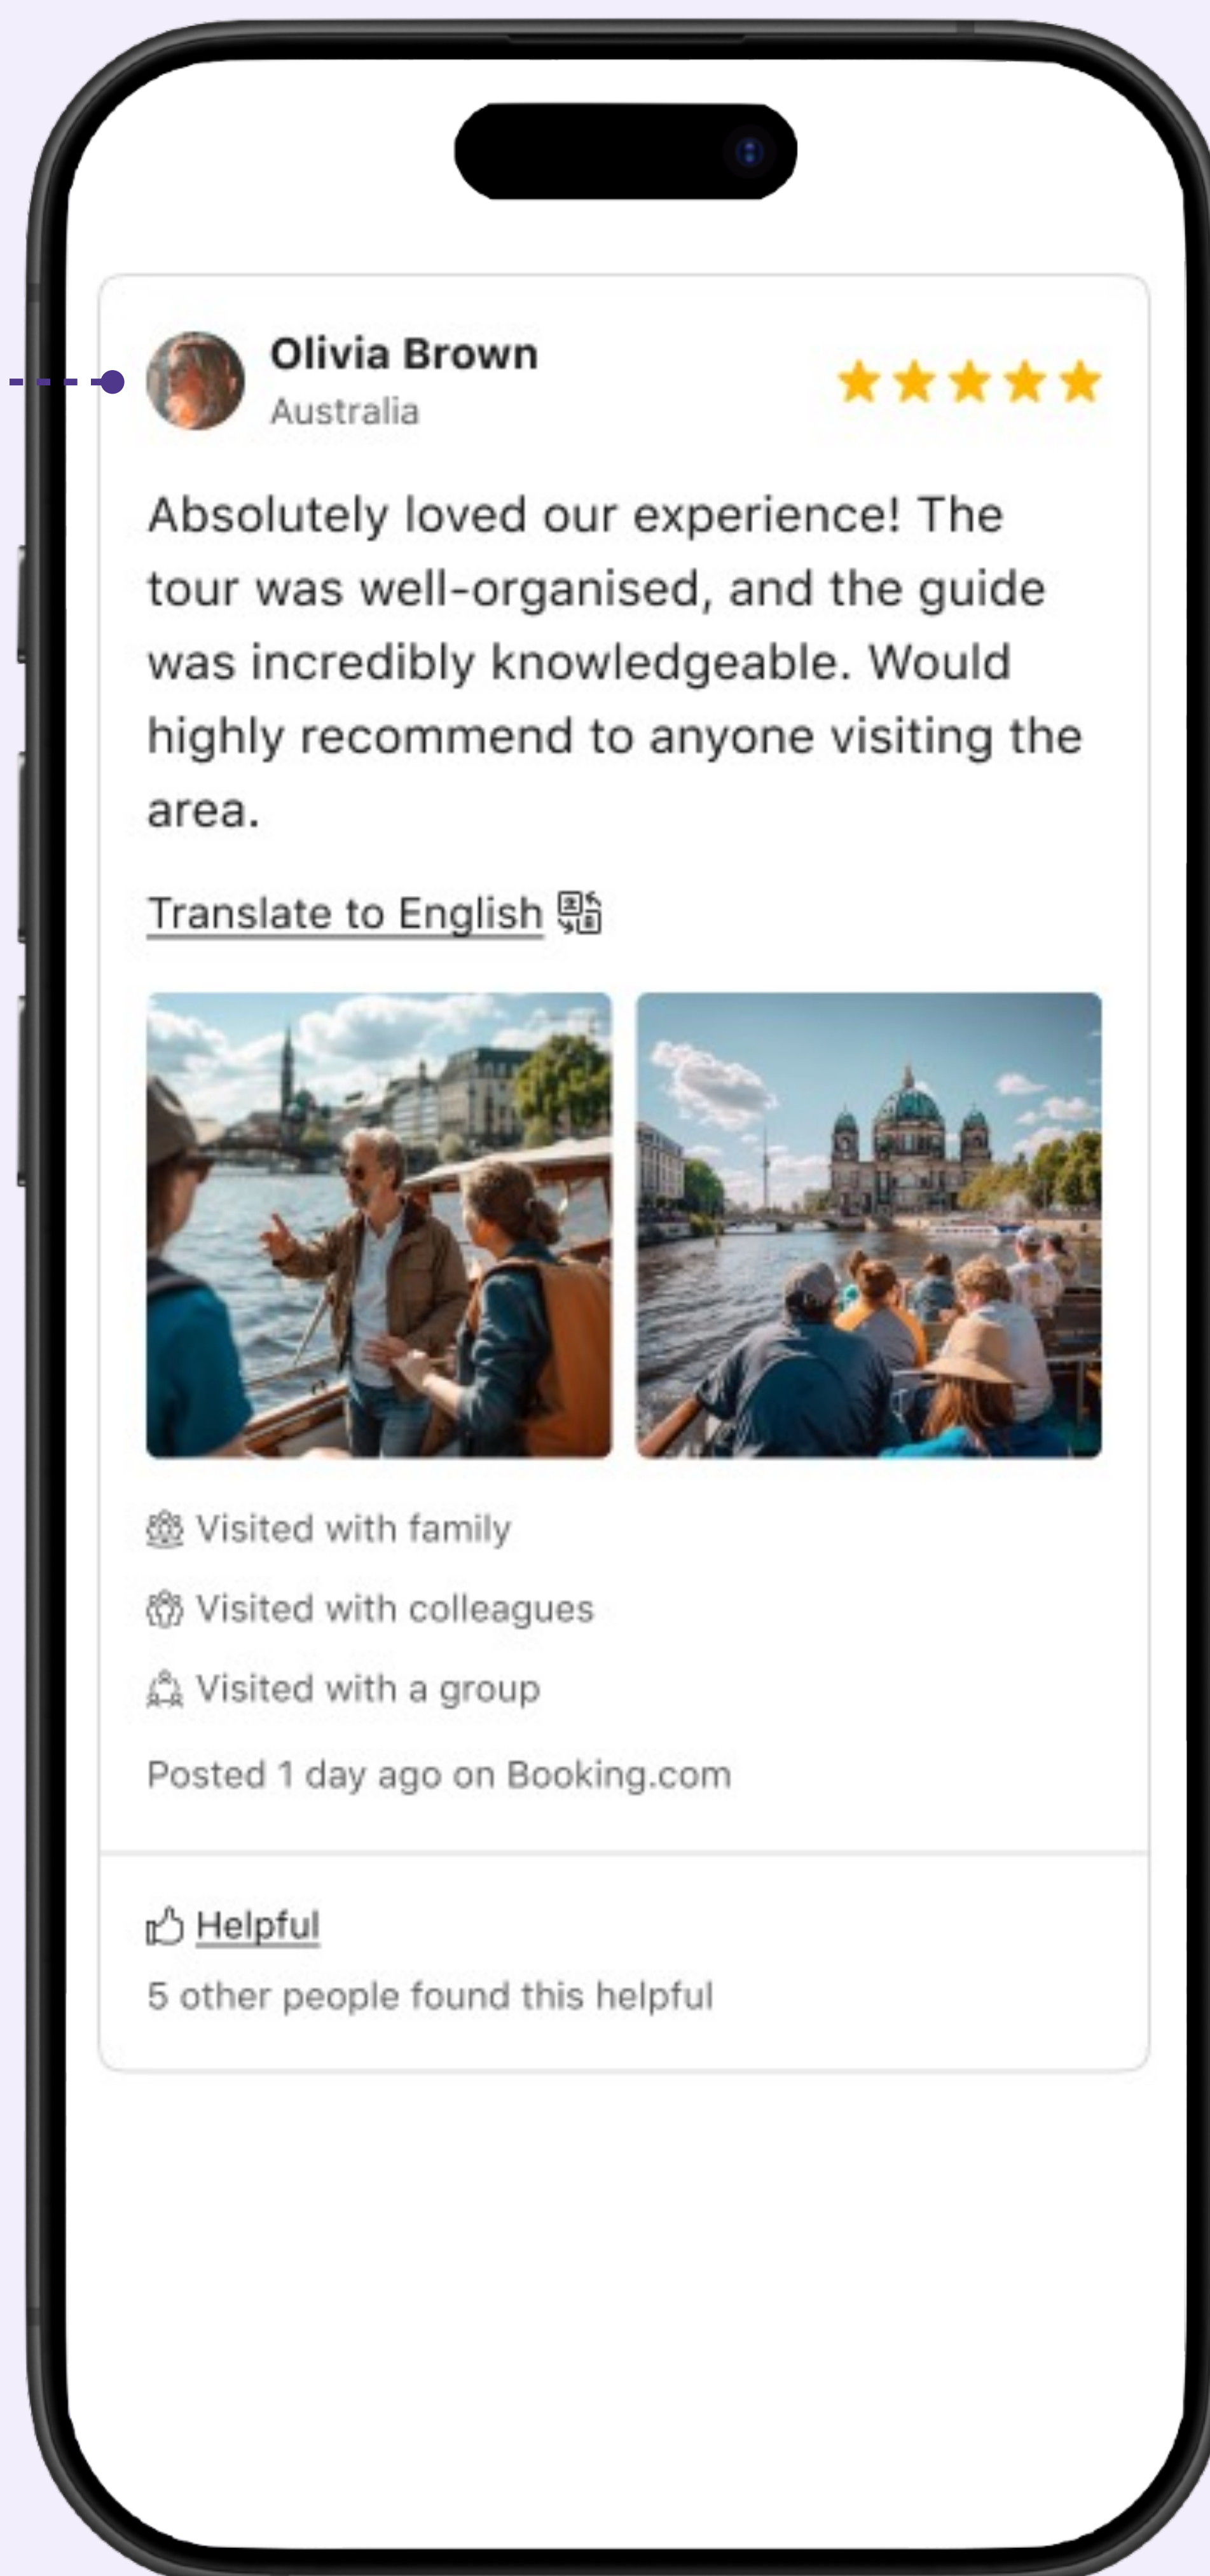 Olivia Brown
Australia
Absolutely loved our experience! The
tour was well-organised, and the guide
was incredibly knowledgeable. Would
highly recommend to anyone visiting the
area.
Translate to English
Visited with family
Visited with colleagues
Visited with a group
Posted 1 day ago on Booking.com
Helpful
5 other people found this helpful